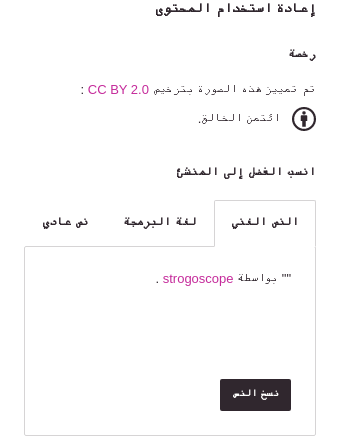 إعادة استخدام المحتوى
رخصة
تم تمييز هذه الصورة بترخيص CC BY 2.0 :
ائتمن الخالق.
انسب الفضل إلى المنشئ
النص الغني
لغة البرمجة
نص عادي
"" بواسطة strogoscope .
نسخ النص